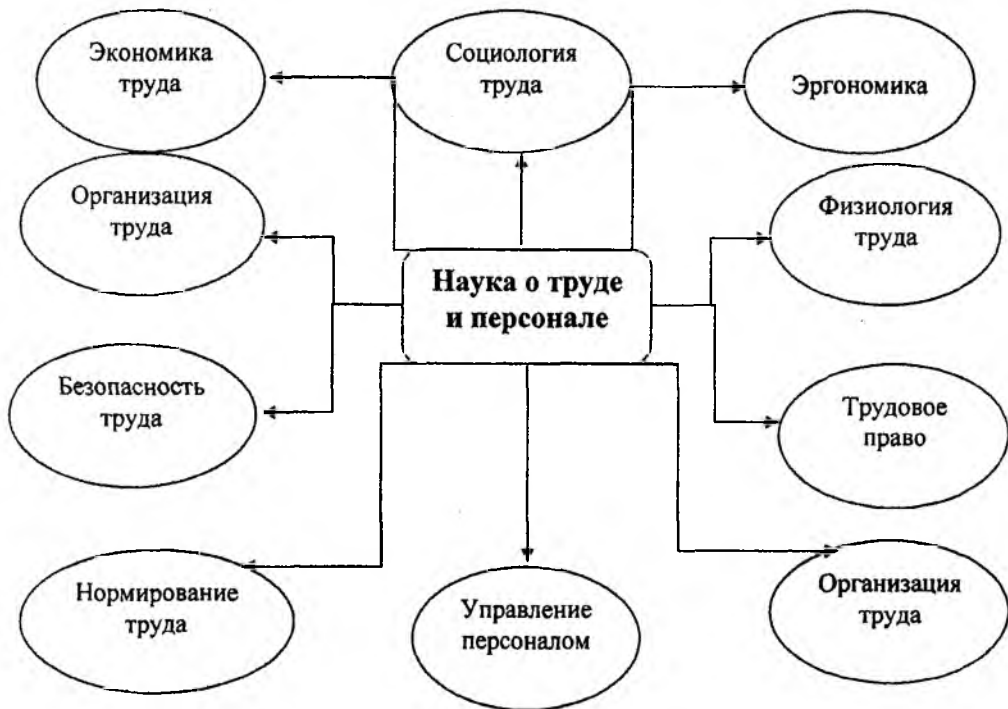 Экономика
труда
Социология
труда
Эргономика
Организация
труда
Физиология
труда
Наука о труде
и персонале
Безопасность
труда
Трудовое
право
Нормирование
труда
Управление
персоналом
Организация
труда